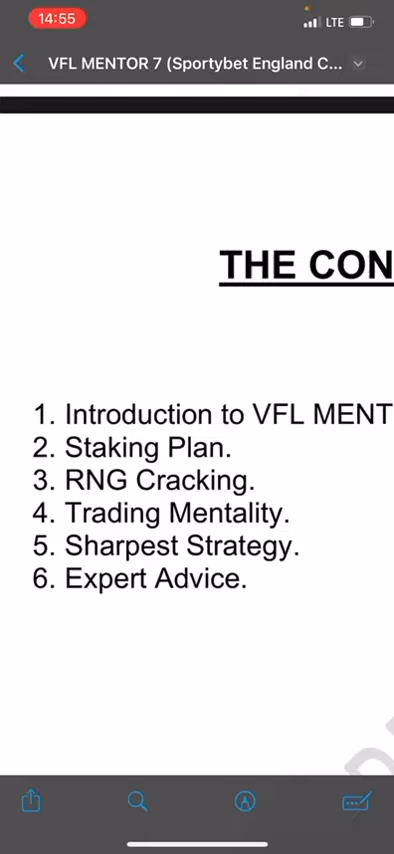 14:55
LTE
VFL MENTOR 7 (Sportybet England C...
THE CON
1. Introduction to VFL MENT
2. Staking Plan.
3. RNG Cracking.
4. Trading Mentality.
5. Sharpest Strategy.
6. Expert Advice.